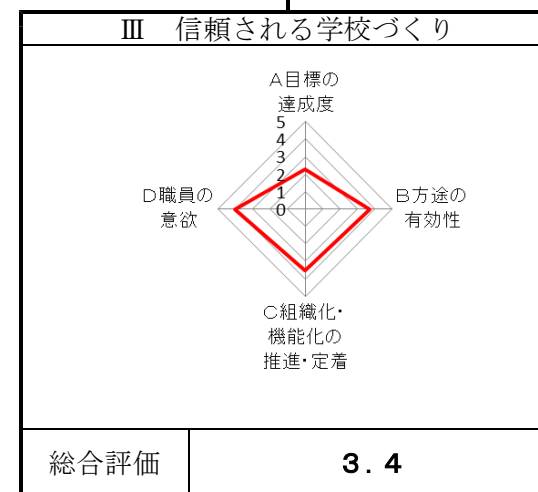 Ⅲ 信頼される学校づくり
A目標の
達成度
5
4
3
2
1
0
D職員の
意欲
B方途の
有効性
C組織化・
機能化の
推進・定着
総合評価 3.4